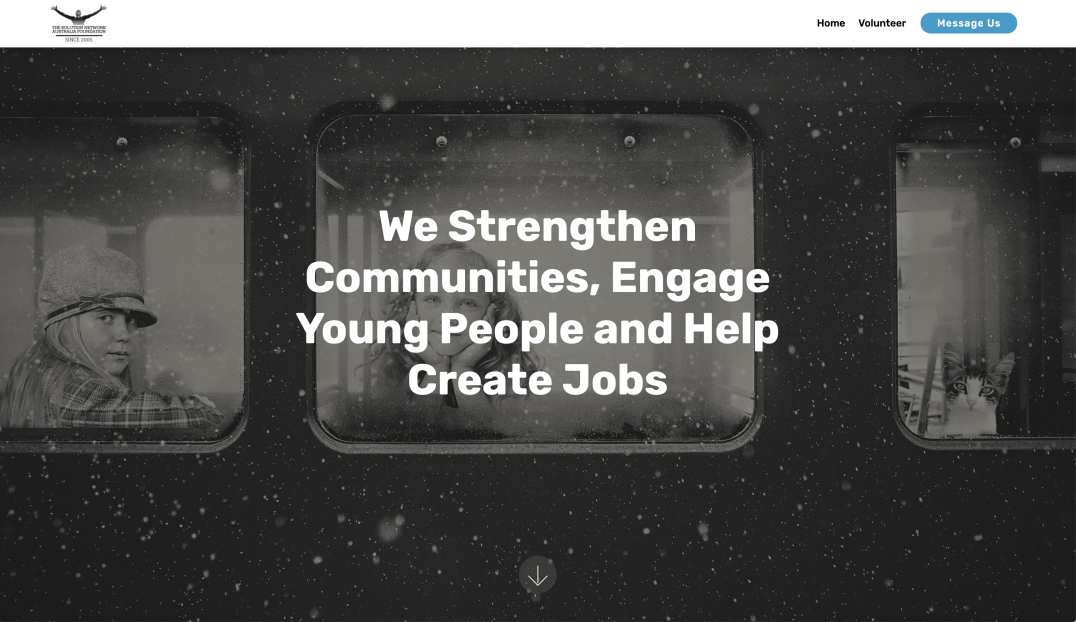 THE SOLUTION NETWORK
AUSTRALIA FOUNDATION
SINCE 2005
Home Volunteer Message Us
We Strengthen
Communities, Engage
Young People and Help
Create Jobs